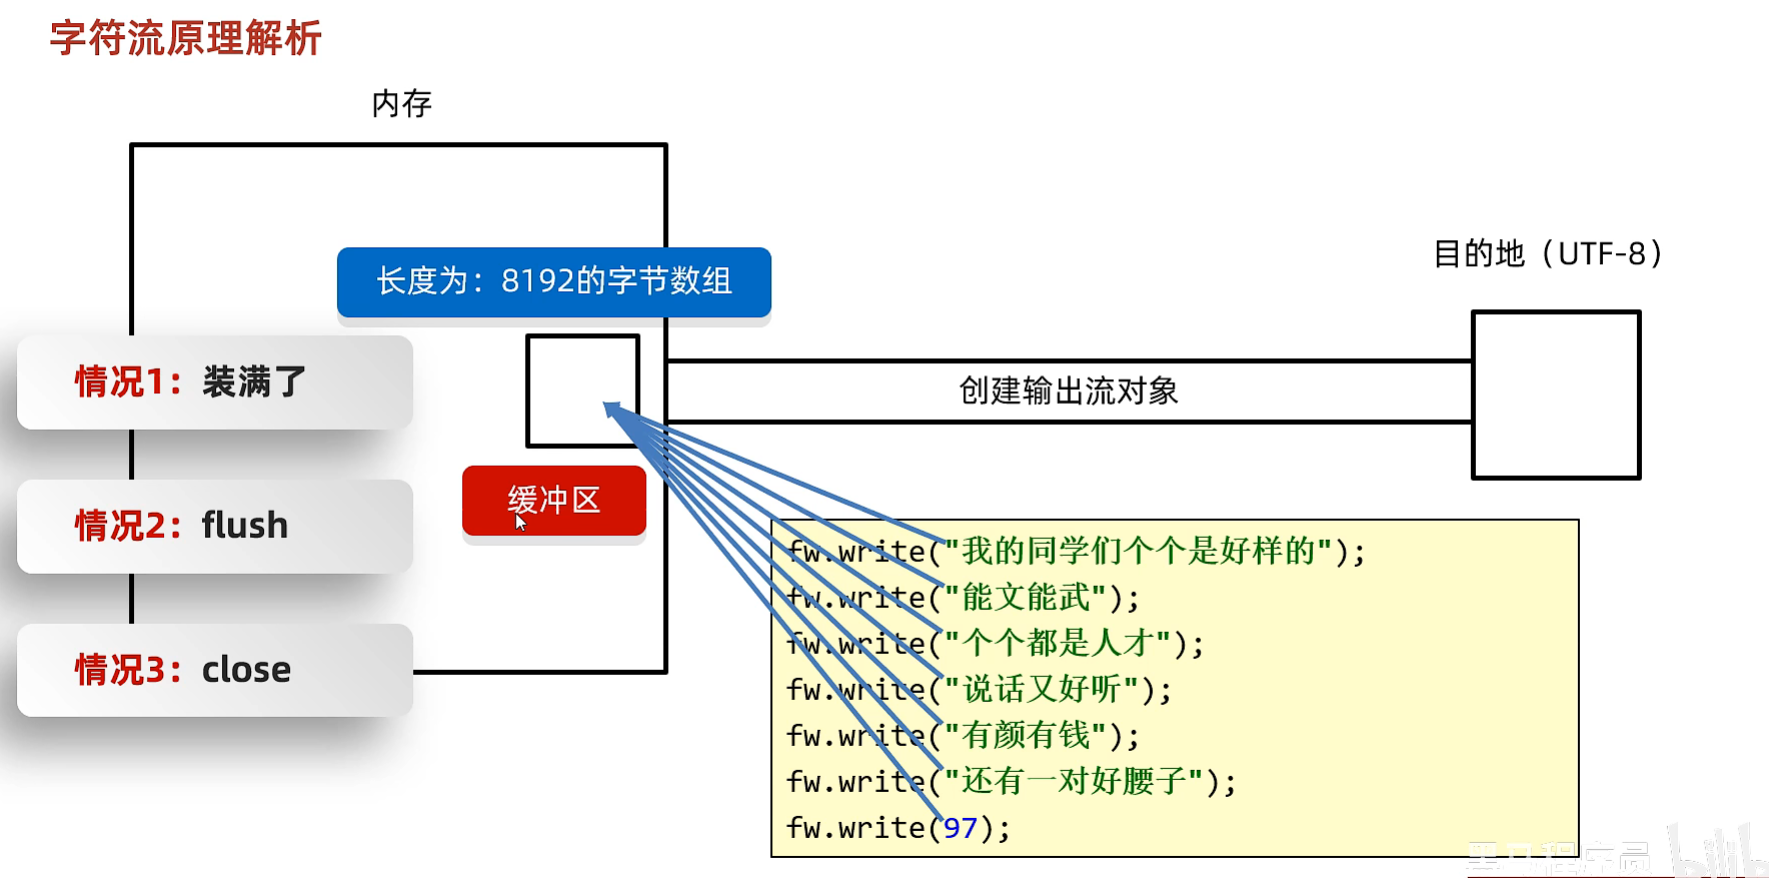 字符流原理解析
内存
长度为：8192的字节数组
目的地（UTF-8）
情况1：装满了
创建输出流对象
情况2：flush
缓冲区
情况3：close
fw.write("我的同学们个个是好样的");
fw.write("能文能武");
fw.write("个个都是人才");
fw.write("说话又好听");
fw.write("有颜有钱");
fw.write("还有一对好腰子");
fw.write(97);
黑马程序员
bilibili